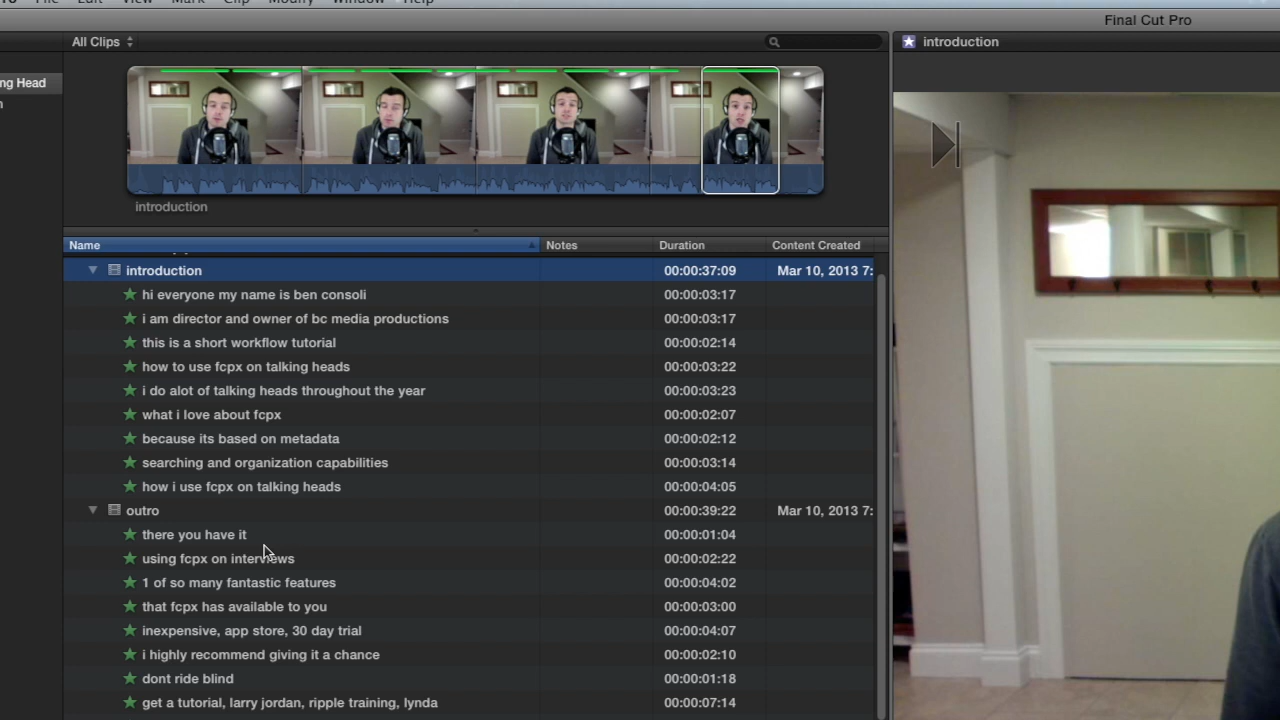 File Edit View Mark Clip Modify Window Help
Final Cut Pro
All Clips
introduction
ng Head
introduction
Name Notes Duration Content Created
introduction 00:00:37:09 Mar 10, 2013 7:
hi everyone my name is ben consoli 00:00:03:17
i am director and owner of bc media productions 00:00:03:17
this is a short workflow tutorial 00:00:02:14
how to use fcpx on talking heads 00:00:03:22
i do alot of talking heads throughout the year 00:00:03:23
what i love about fcpx 00:00:02:07
because its based on metadata 00:00:02:12
searching and organization capabilities 00:00:03:14
how i use fcpx on talking heads 00:00:04:05
outro 00:00:39:22 Mar 10, 2013 7:
there you have it 00:00:01:04
using fcpx on interviews 00:00:02:22
1 of so many fantastic features 00:00:04:02
that fcpx has available to you 00:00:03:00
inexpensive, app store, 30 day trial 00:00:04:07
i highly recommend giving it a chance 00:00:02:10
dont ride blind 00:00:01:18
get a tutorial, larry jordan, ripple training, lynda 00:00:07:14